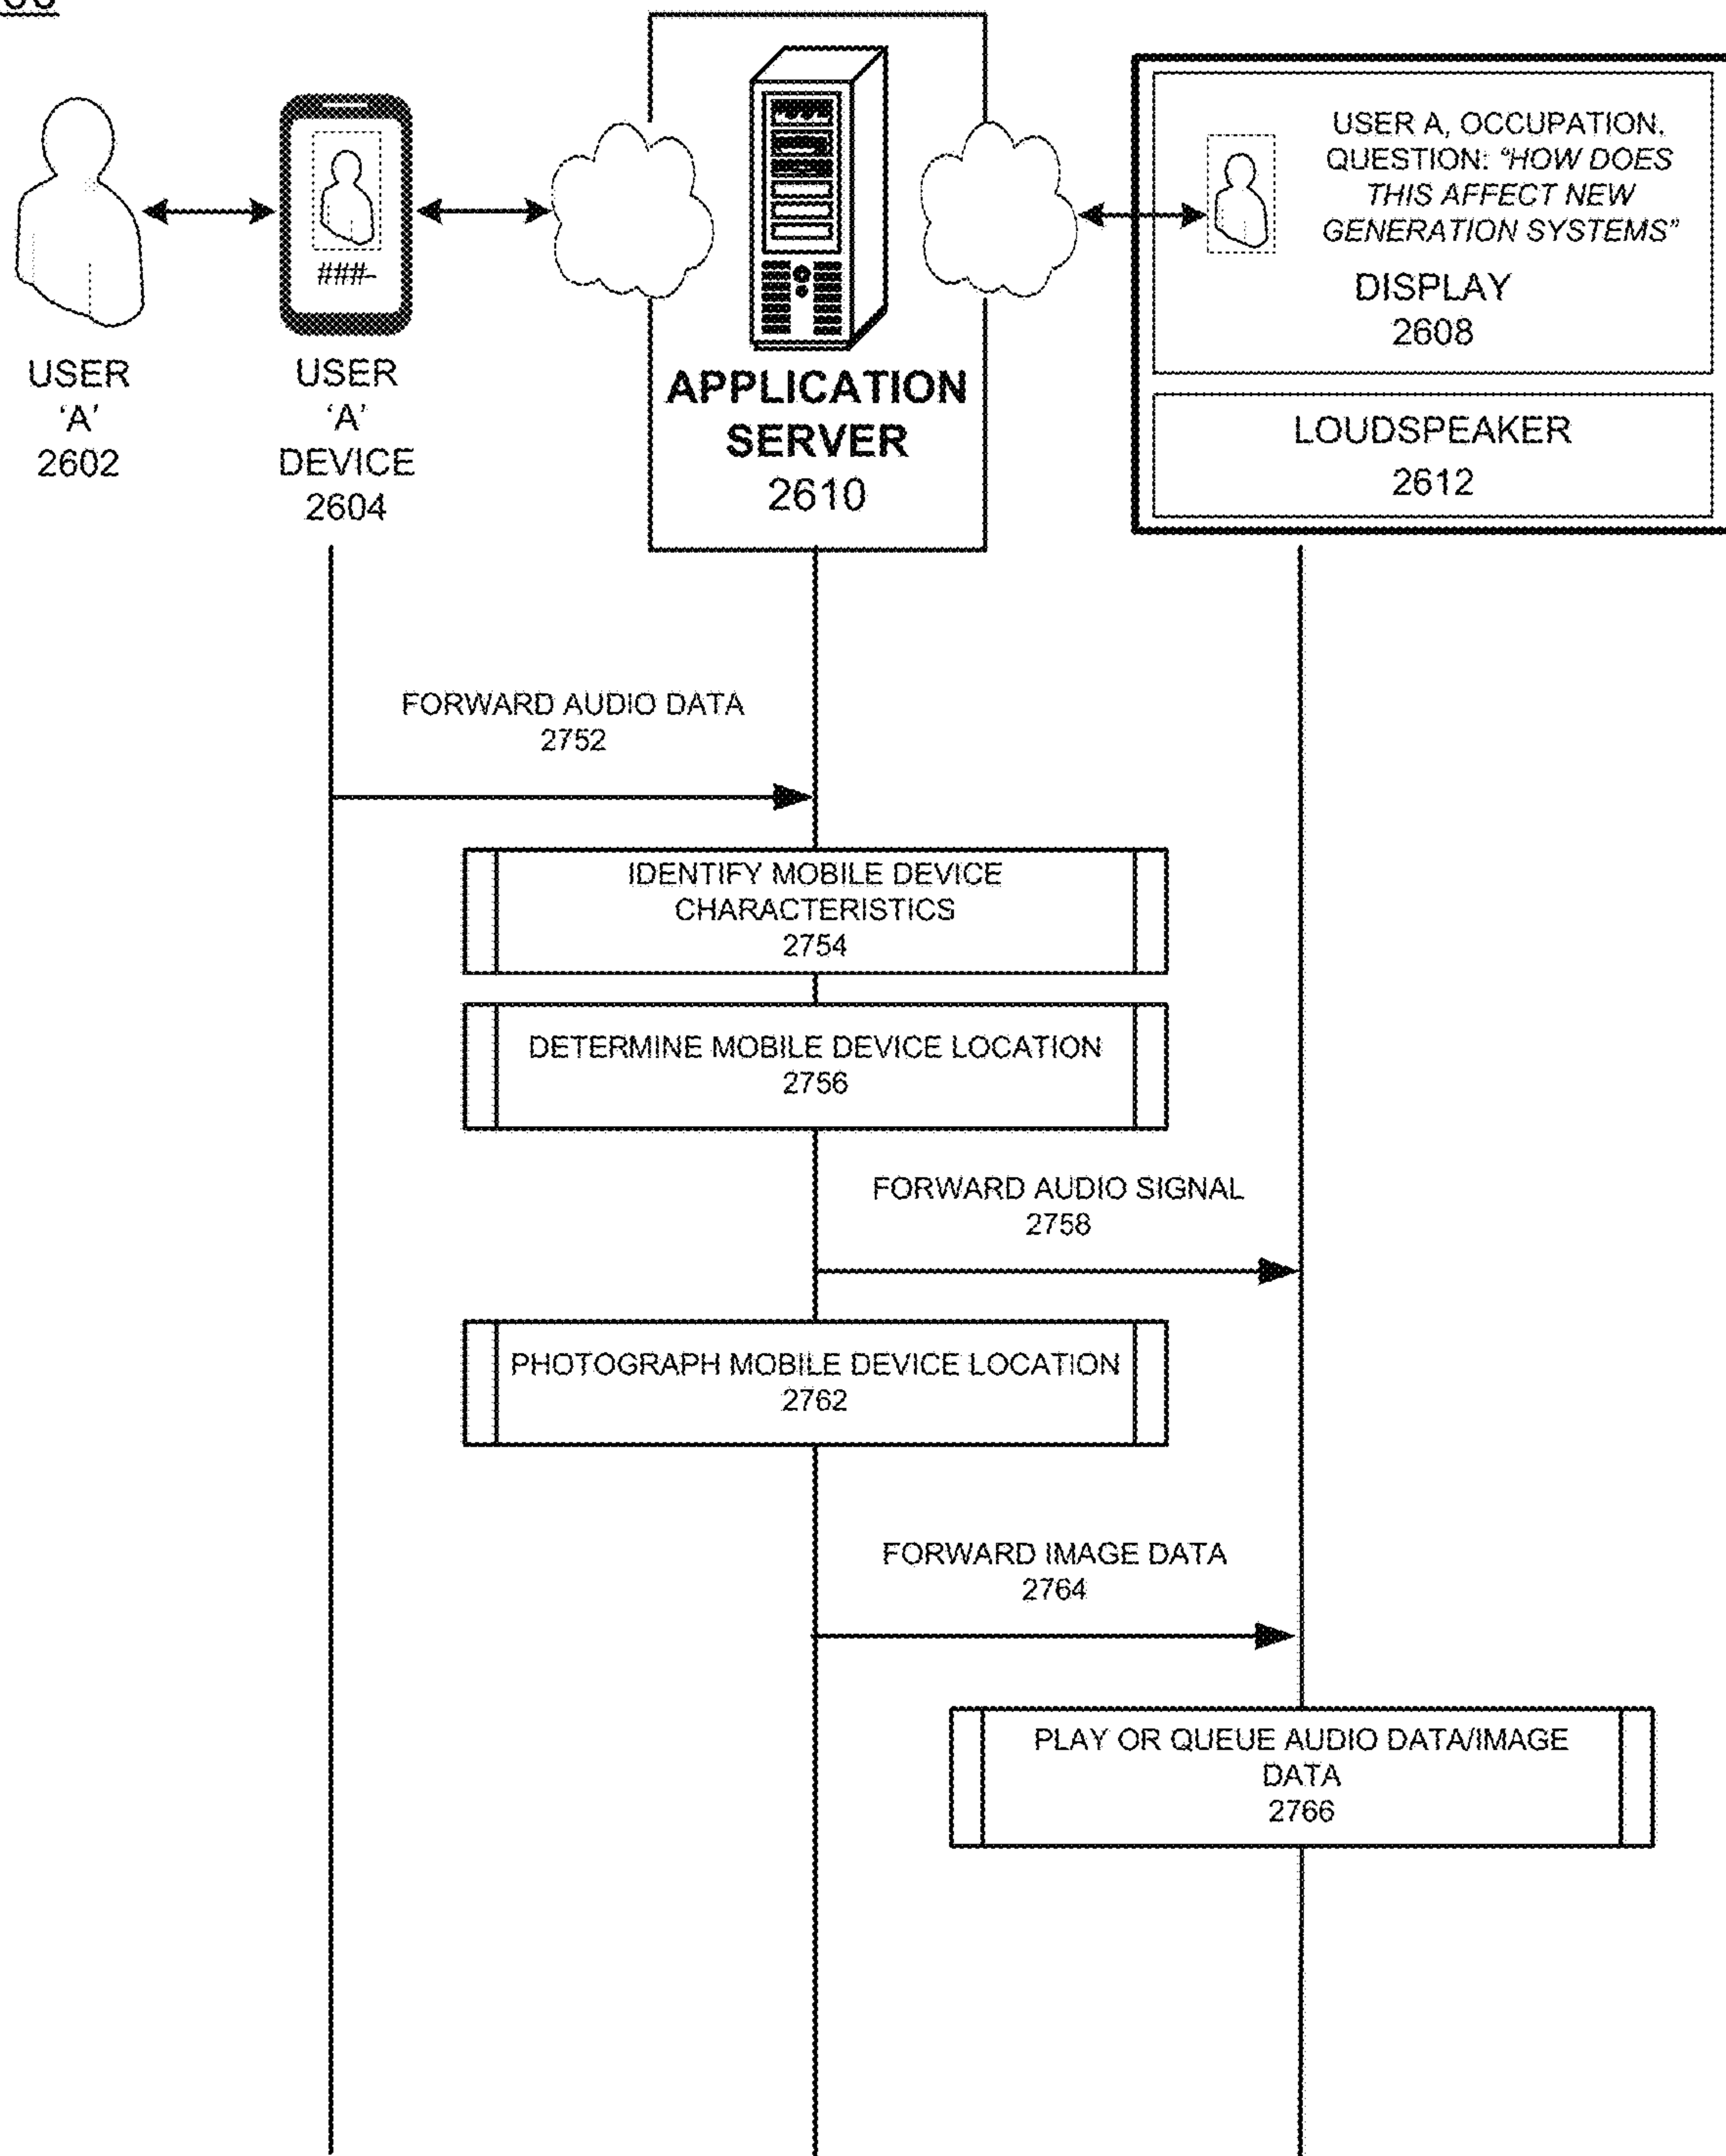 USER
‘A’
2602
USER
‘A’
DEVICE
2604
###-
APPLICATION
SERVER
2610
USER A, OCCUPATION.
QUESTION: “HOW DOES
THIS AFFECT NEW
GENERATION SYSTEMS”
DISPLAY
2608
LOUDSPEAKER
2612
FORWARD AUDIO DATA
2752
IDENTIFY MOBILE DEVICE
CHARACTERISTICS
2754
DETERMINE MOBILE DEVICE LOCATION
2756
FORWARD AUDIO SIGNAL
2758
PHOTOGRAPH MOBILE DEVICE LOCATION
2762
FORWARD IMAGE DATA
2764
PLAY OR QUEUE AUDIO DATA/IMAGE
DATA
2766